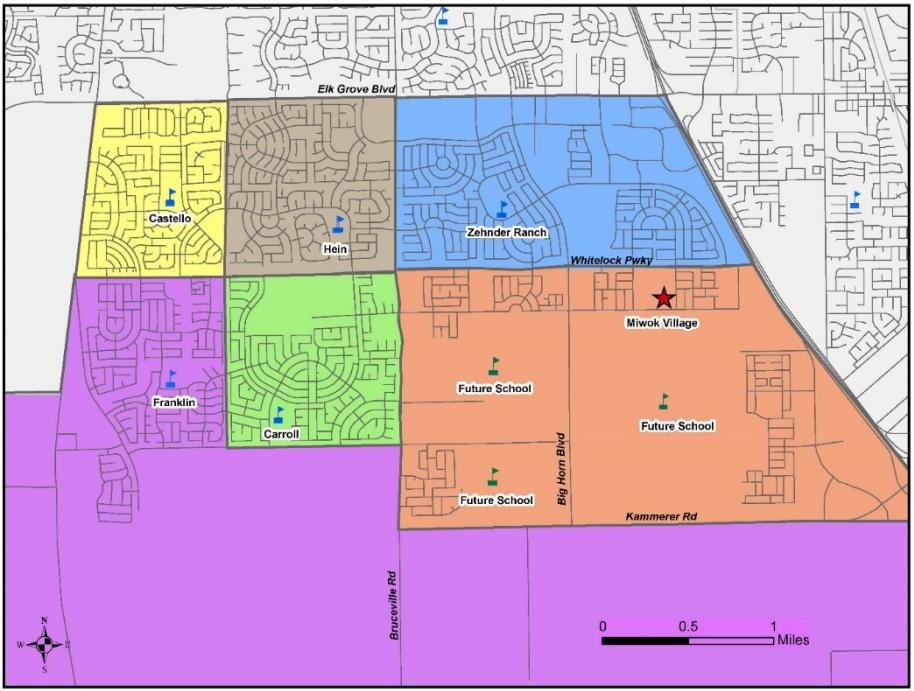 Elk Grove Blvd
Castello
Hein
Zehnder Ranch
Whitelock Pwky
Miwok Village
Franklin
Carroll
Future School
Future School
Future School
Big Horn Blvd
Kammerer Rd
Bruceville Rd
N
W E
S
0 0.5 1
Miles